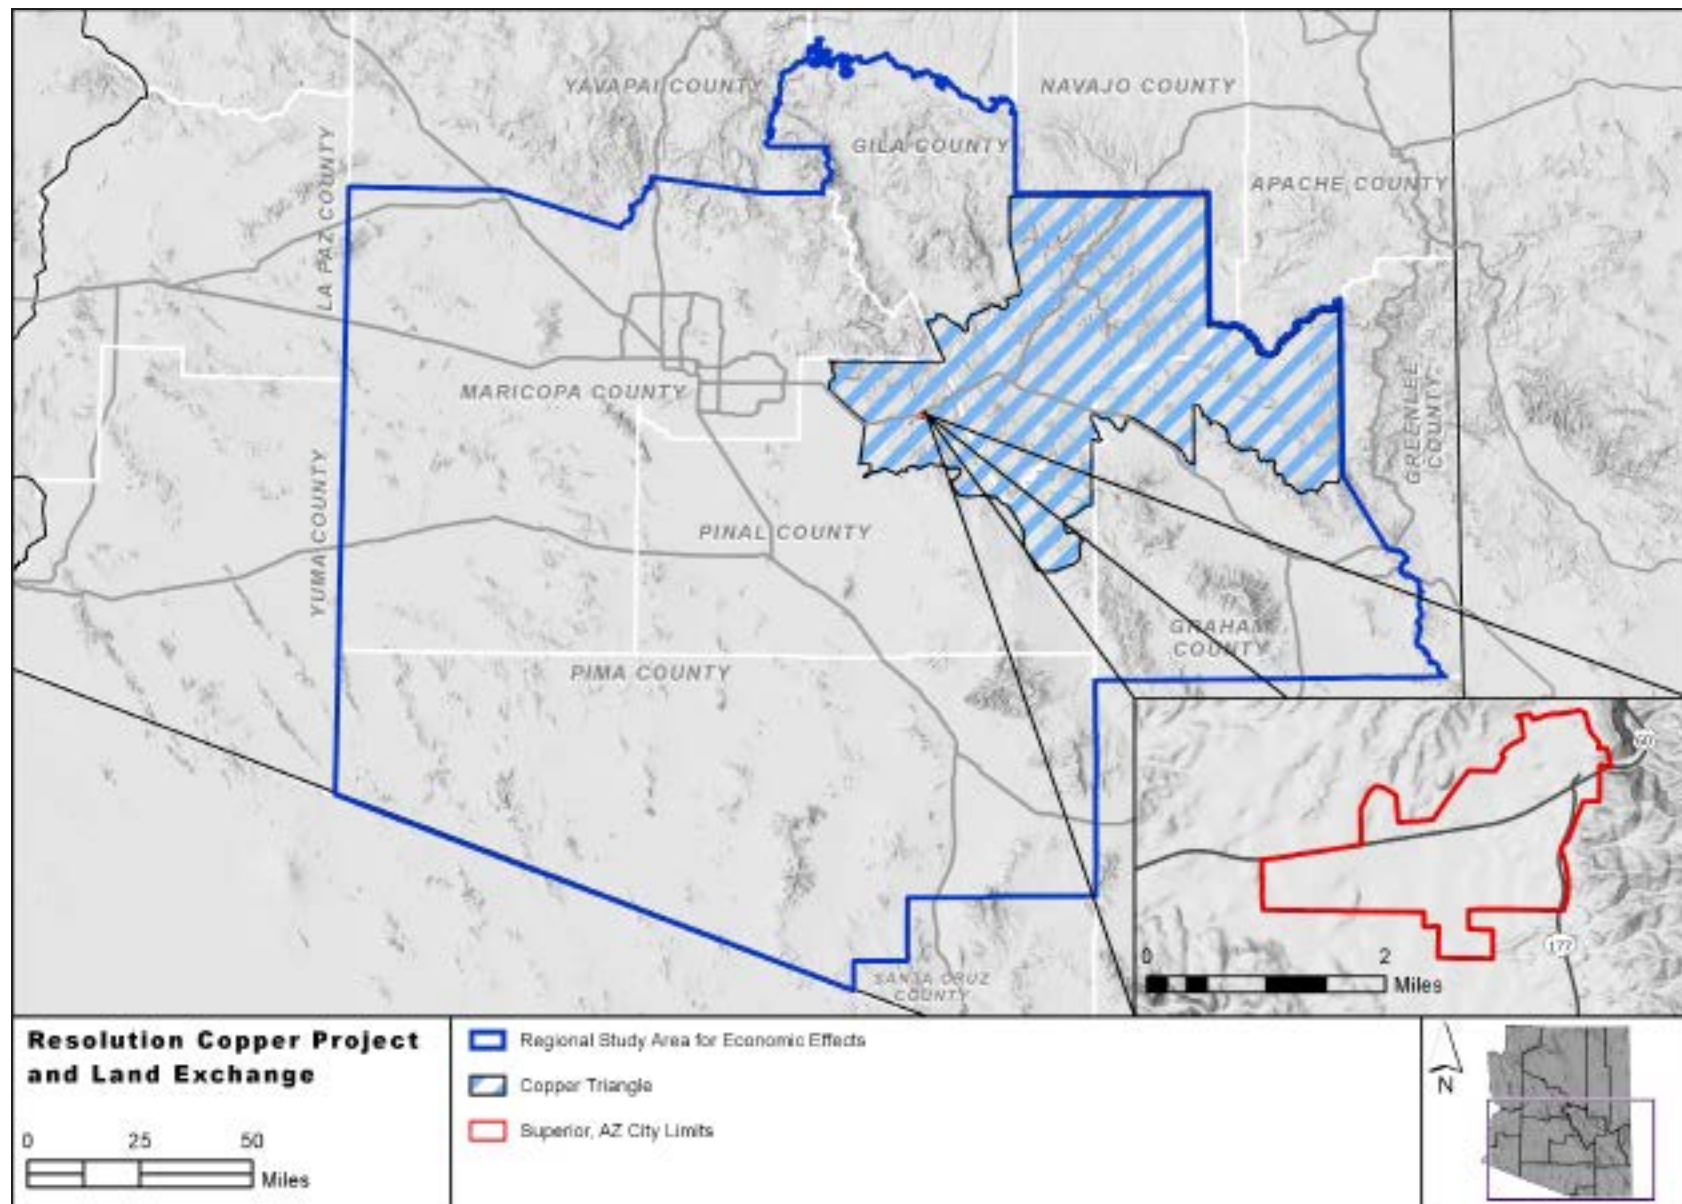 YAVAPAI COUNTY
NAVAJO COUNTY
GILA COUNTY
LA PAZ COUNTY
APACHE COUNTY
MARICOPA COUNTY
GREENLEE
COUNTY
YUMA COUNTY
PINAL COUNTY
GRAHAM
COUNTY
PIMA COUNTY
SANTA CRUZ
COUNTY
60
177
0 2
Miles
Resolution Copper Project
and Land Exchange
0 25 50
Miles
Regional Study Area for Economic Effects
Copper Triangle
Superior, AZ City Limits
N